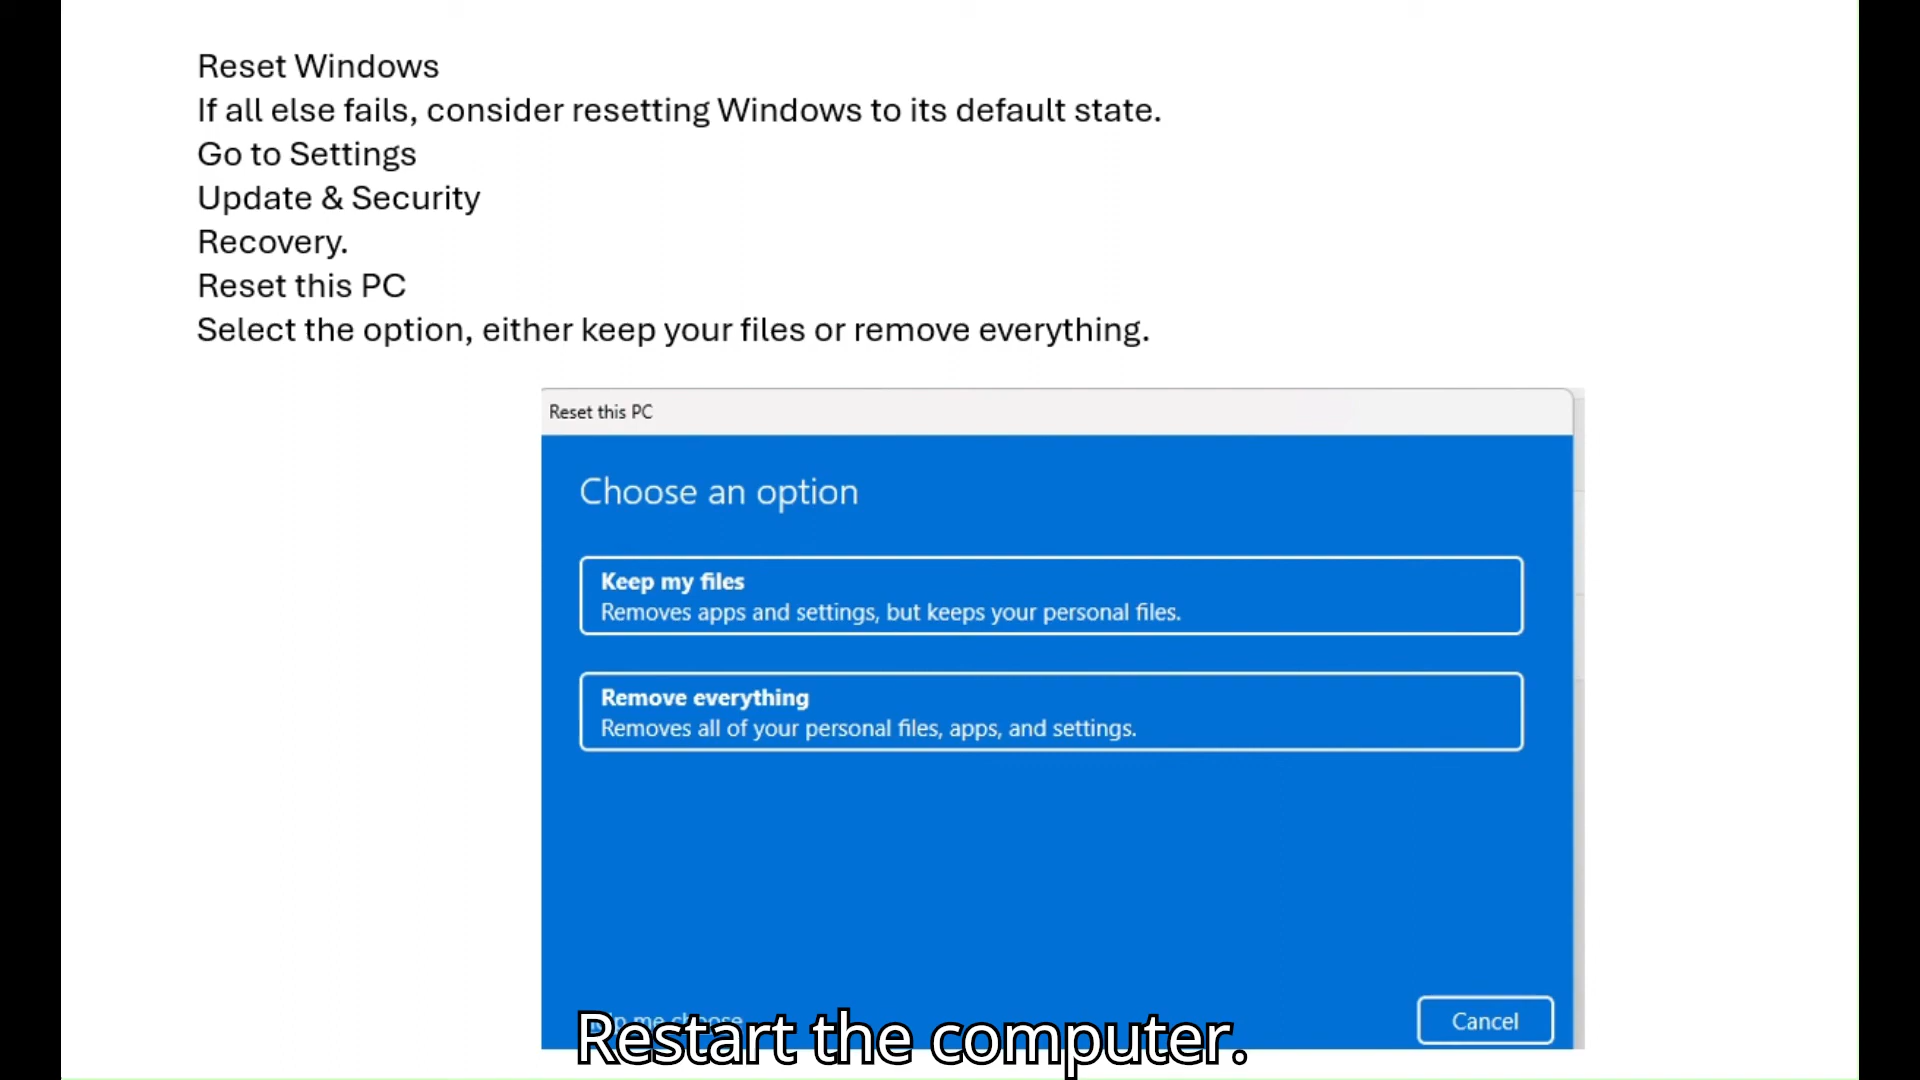 Reset Windows
If all else fails, consider resetting Windows to its default state.
Go to Settings
Update & Security
Recovery.
Reset this PC
Select the option, either keep your files or remove everything.
Reset this PC
Choose an option
Keep my files
Removes apps and settings, but keeps your personal files.
Remove everything
Removes all of your personal files, apps, and settings.
me choose
Cancel
Restart the computer.